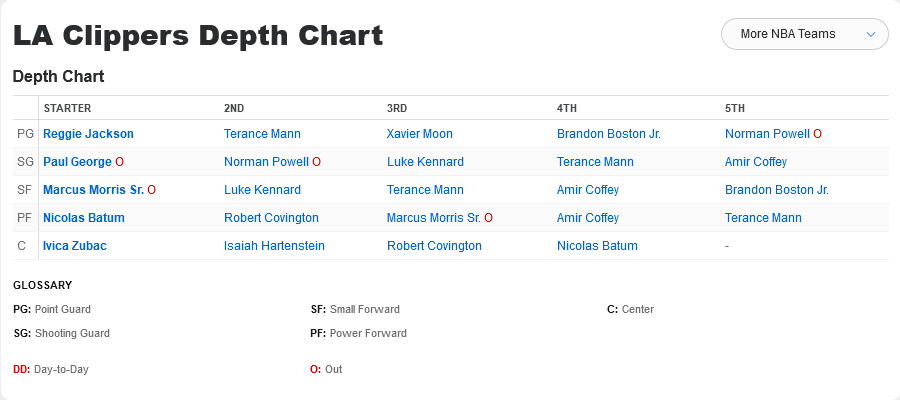 LA Clippers Depth Chart
More NBA Teams
Depth Chart
STARTER 2ND 3RD 4TH 5TH
PG Reggie Jackson Terance Mann Xavier Moon Brandon Boston Jr. Norman Powell O
SG Paul George O Norman Powell O Luke Kennard Terance Mann Amir Coffey
SF Marcus Morris Sr. O Luke Kennard Terance Mann Amir Coffey Brandon Boston Jr.
PF Nicolas Batum Robert Covington Marcus Morris Sr. O Amir Coffey Terance Mann
C Ivica Zubac Isaiah Hartenstein Robert Covington Nicolas Batum -
GLOSSARY
PG: Point Guard SF: Small Forward C: Center
SG: Shooting Guard PF: Power Forward
DD: Day-to-Day O: Out